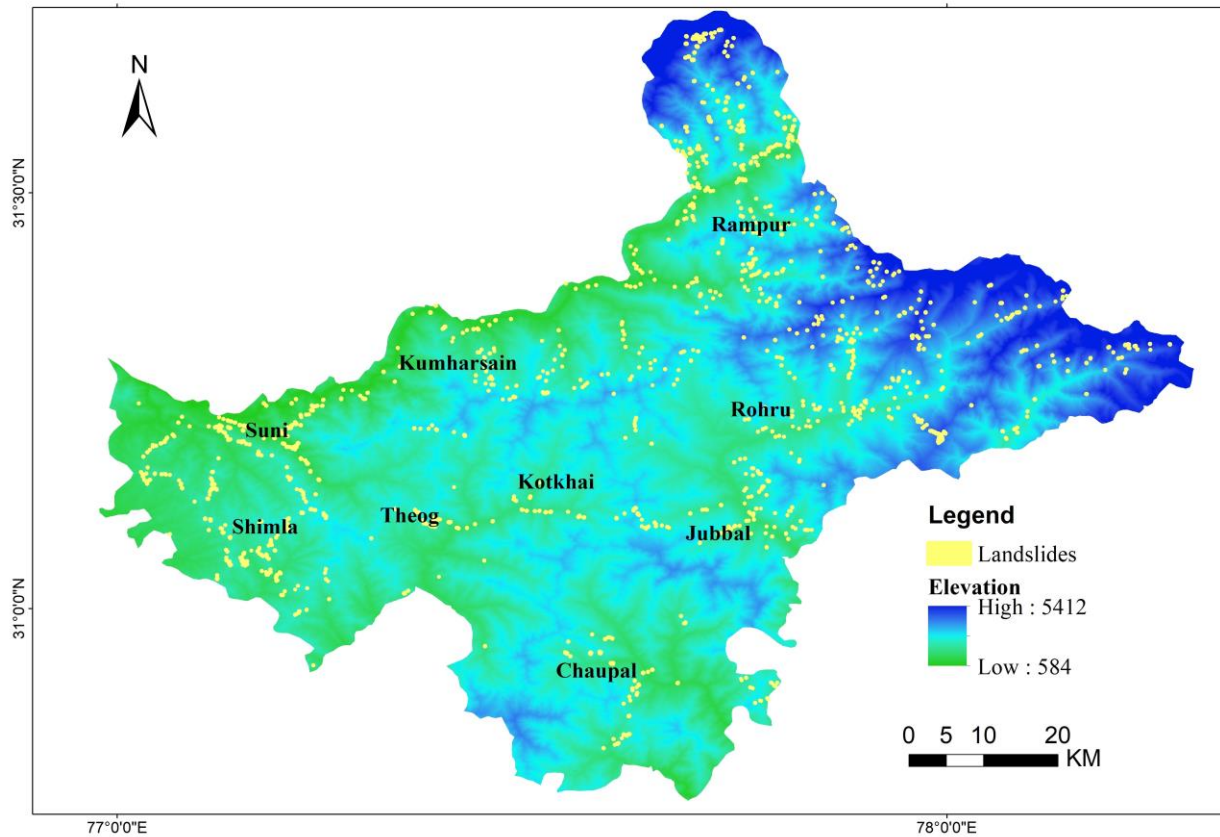 N
31°30'0"N
Rampur
Kumharsain
Rohru
Suni
Kotkhai
Theog
Shimla
Jubbal
Legend
Landslides
Elevation
High : 5412
Low : 584
31°0'0"N
Chaupal
0 5 10 20
KM
77°0'0"E 78°0'0"E